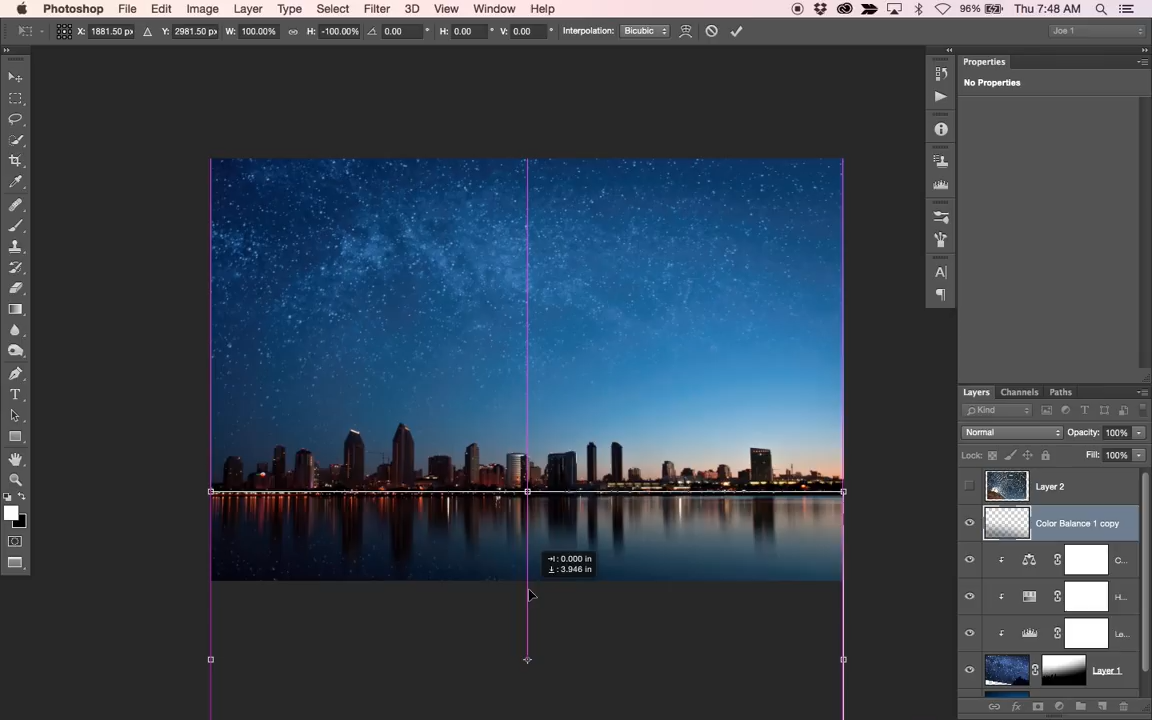 Photoshop File Edit Image Layer Type Select Filter 3D View Window Help 96% Thu 7:48 AM
X: 1881.50 px Y: 2981.50 px W: 100.00% H: -100.00% 0.00 ° H: 0.00 ° V: 0.00 ° Interpolation: Bicubic Joe 1
Properties
No Properties
A
T
→: 0.000 in
↓: 3.946 in
Layers Channels Paths
Kind
Normal Opacity: 100%
Lock: Fill: 100%
Layer 2
Color Balance 1 copy
C...
H...
Le...
Layer 1
fx